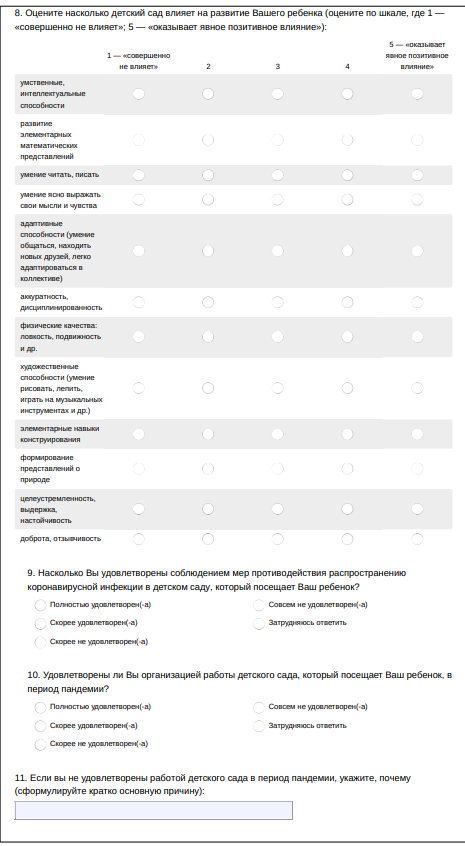 8. Оцените насколько детский сад влияет на развитие Вашего ребенка (оцените по шкале, где 1 —
«совершенно не влияет»; 5 — «оказывает явное позитивное влияние»):
1 — «совершенно не влияет» 2 3 4 5 — «оказывает явное позитивное влияние»
умственные,
интеллектуальные
способности
развитие
элементарных
математических
представлений
умение читать, писать
умение ясно выражать
свои мысли и чувства
адаптивные
способности (умение
общаться, находить
новых друзей, легко
адаптироваться в
коллективе)
аккуратность,
дисциплинированность
физические качества:
ловкость, подвижность
и др.
художественные
способности (умение
рисовать, лепить,
играть на музыкальных
инструментах и др.)
элементарные навыки
конструирования
формирование
представлений о
природе
целеустремленность,
выдержка,
настойчивость
доброта, отзывчивость
9. Насколько Вы удовлетворены соблюдением мер противодействия распространению
коронавирусной инфекции в детском саду, который посещает Ваш ребенок?
Полностью удовлетворен(-а) Совсем не удовлетворен(-а)
Скорее удовлетворен(-а) Затрудняюсь ответить
Скорее не удовлетворен(-а)
10. Удовлетворены ли Вы организацией работы детского сада, который посещает Ваш ребенок, в
период пандемии?
Полностью удовлетворен(-а) Совсем не удовлетворен(-а)
Скорее удовлетворен(-а) Затрудняюсь ответить
Скорее не удовлетворен(-а)
11. Если вы не удовлетворены работой детского сада в период пандемии, укажите, почему
(сформулируйте кратко основную причину):